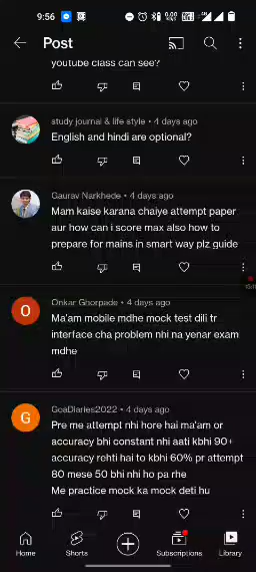 9:56
Post
youtube class can see?
study journal & life style • 4 days ago
English and hindi are optional?
Gaurav Narkhede • 4 days ago
Mam kaise karana chaiye attempt paper
aur how can i score max also how to
prepare for mains in smart way plz guide
O
Onkar Ghorpade • 4 days ago
Ma'am mobile mdhe mock test dili tr
interface cha problem nhi na yenar exam
mdhe
G
GoaDiaries2022 • 4 days ago
Pre me attempt nhi hore hai ma'am or
accuracy bhi constant nhi aati kbhi 90+
accuracy rehti hai to kbhi 60% pr attempt
80 mese 50 bhi nhi ho pa rhe
Me practice mock ka mock deti hu
Home
Shorts
Subscriptions
Library